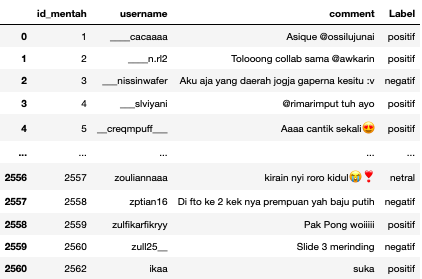 id_mentah username comment Label
0 1 ____cacaaaa Asique @ossilujunai positif
1 2 ____n.rl2 Tolooong collab sama @awkarin positif
2 3 ___nissinwafer Aku aja yang daerah jogja gaperna kesitu :v negatif
3 4 ___slviyani @rimarimput tuh ayo positif
4 5 __creqmpuff___ Aaaa cantik sekali😍 positif
... ... ... ... ...
2556 2557 zouliannaaa kirain nyi roro kidul😭❣️ netral
2557 2558 zptian16 Di fto ke 2 kek nya prempuan yah baju putih negatif
2558 2559 zulfikarfikryy Pak Pong woiiiii positif
2559 2560 zull25__ Slide 3 merinding negatif
2560 2562 ikaa suka positif